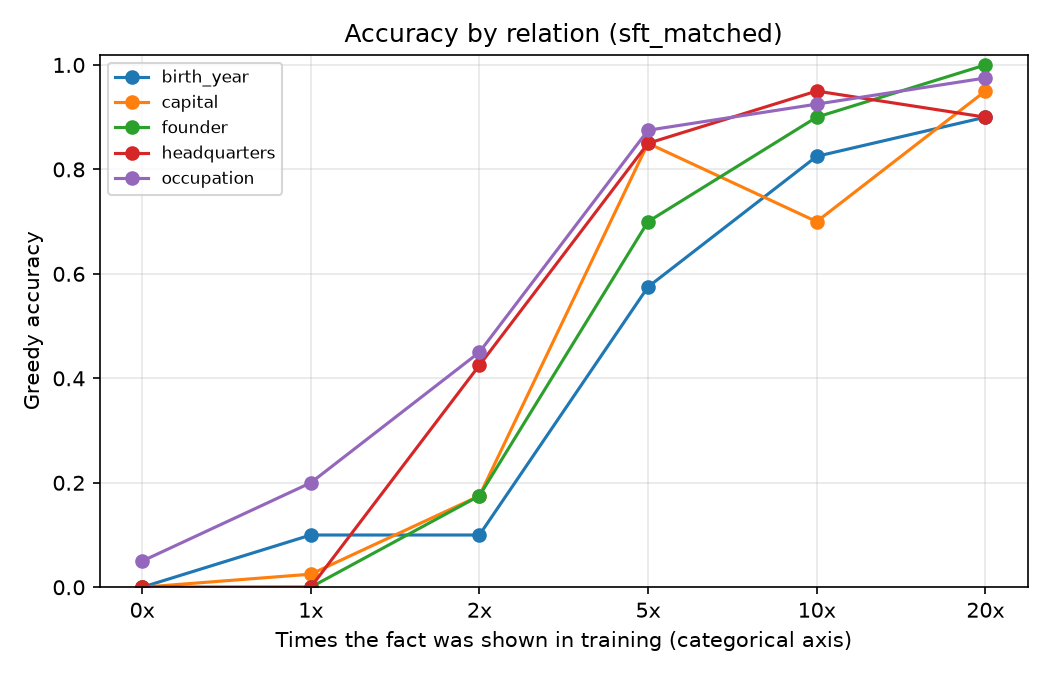 Accuracy by relation (sft_matched)
1.0
0.8
0.6
0.4
0.2
0.0
Greedy accuracy
birth_year
capital
founder
headquarters
occupation
0x
1x
2x
5x
10x
20x
Times the fact was shown in training (categorical axis)